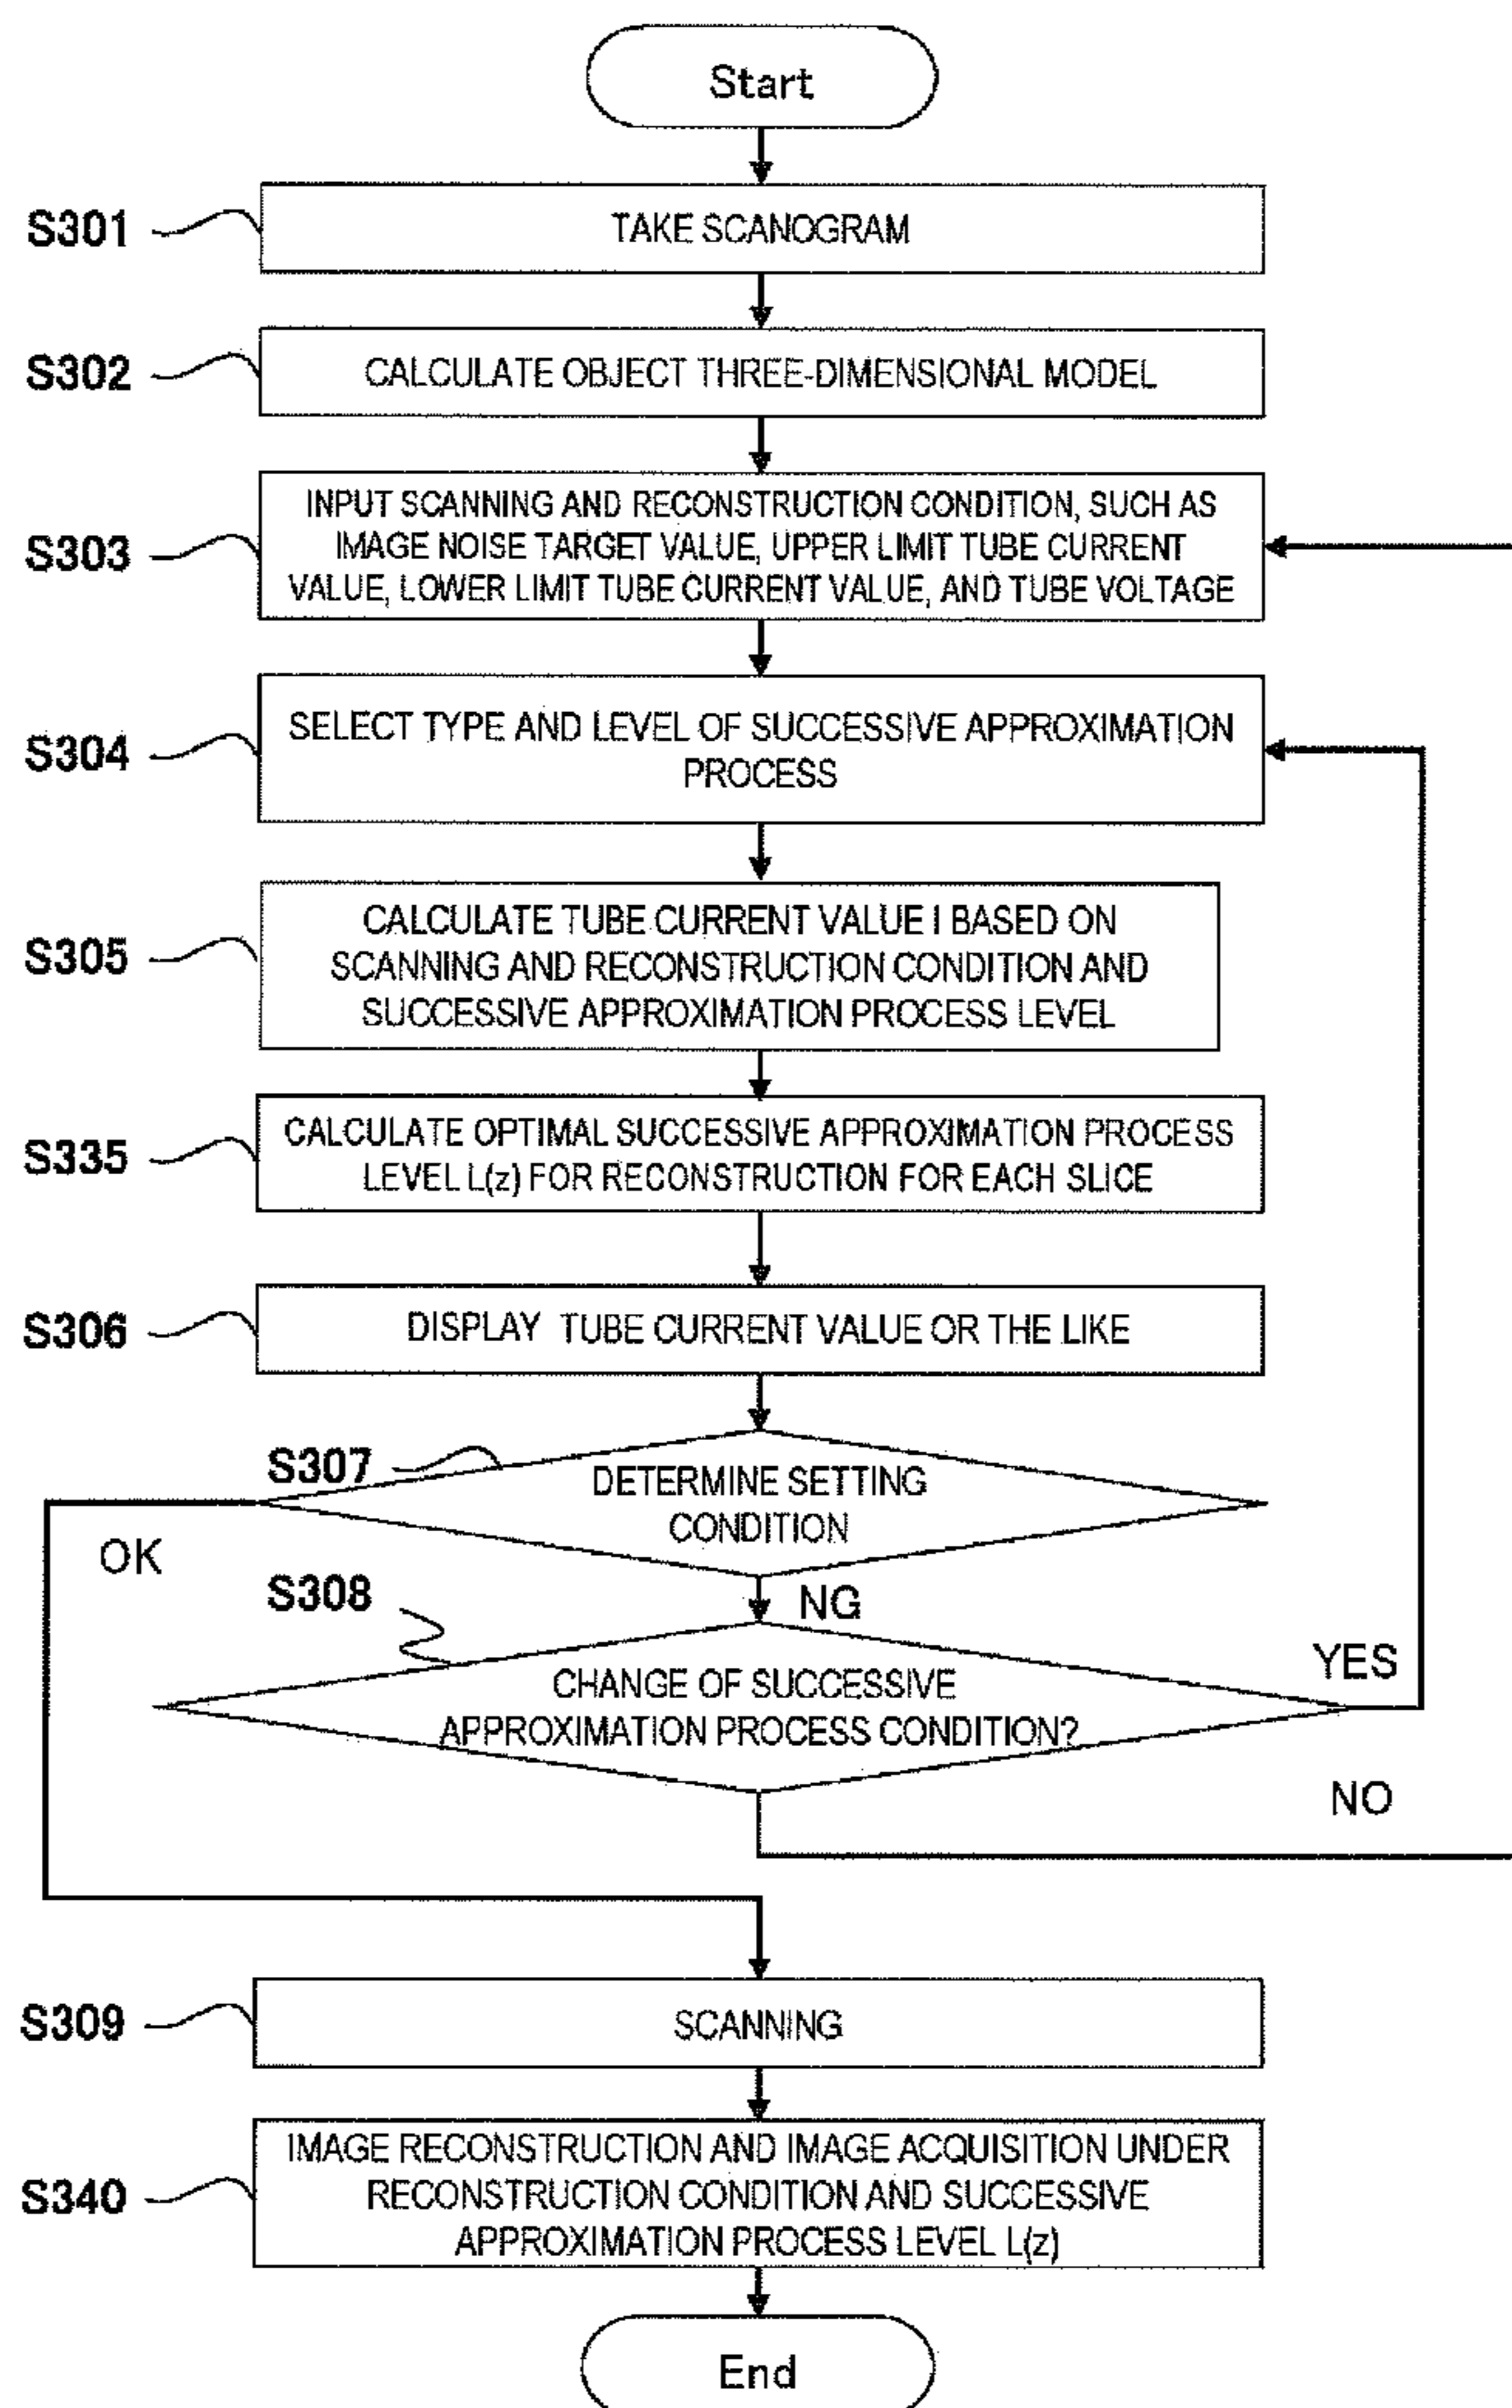 Start
S301
TAKE SCANOGRAM
S302
CALCULATE OBJECT THREE-DIMENSIONAL MODEL
S303
INPUT SCANNING AND RECONSTRUCTION CONDITION, SUCH AS
IMAGE NOISE TARGET VALUE, UPPER LIMIT TUBE CURRENT
VALUE, LOWER LIMIT TUBE CURRENT VALUE, AND TUBE VOLTAGE
S304
SELECT TYPE AND LEVEL OF SUCCESSIVE APPROXIMATION
PROCESS
S305
CALCULATE TUBE CURRENT VALUE I BASED ON
SCANNING AND RECONSTRUCTION CONDITION AND
SUCCESSIVE APPROXIMATION PROCESS LEVEL
S335
CALCULATE OPTIMAL SUCCESSIVE APPROXIMATION PROCESS
LEVEL L(z) FOR RECONSTRUCTION FOR EACH SLICE
S306
DISPLAY TUBE CURRENT VALUE OR THE LIKE
S307
DETERMINE SETTING
CONDITION
OK
NG
S308
CHANGE OF SUCCESSIVE
APPROXIMATION PROCESS CONDITION?
YES
NO
S309
SCANNING
S340
IMAGE RECONSTRUCTION AND IMAGE ACQUISITION UNDER
RECONSTRUCTION CONDITION AND SUCCESSIVE
APPROXIMATION PROCESS LEVEL L(z)
End